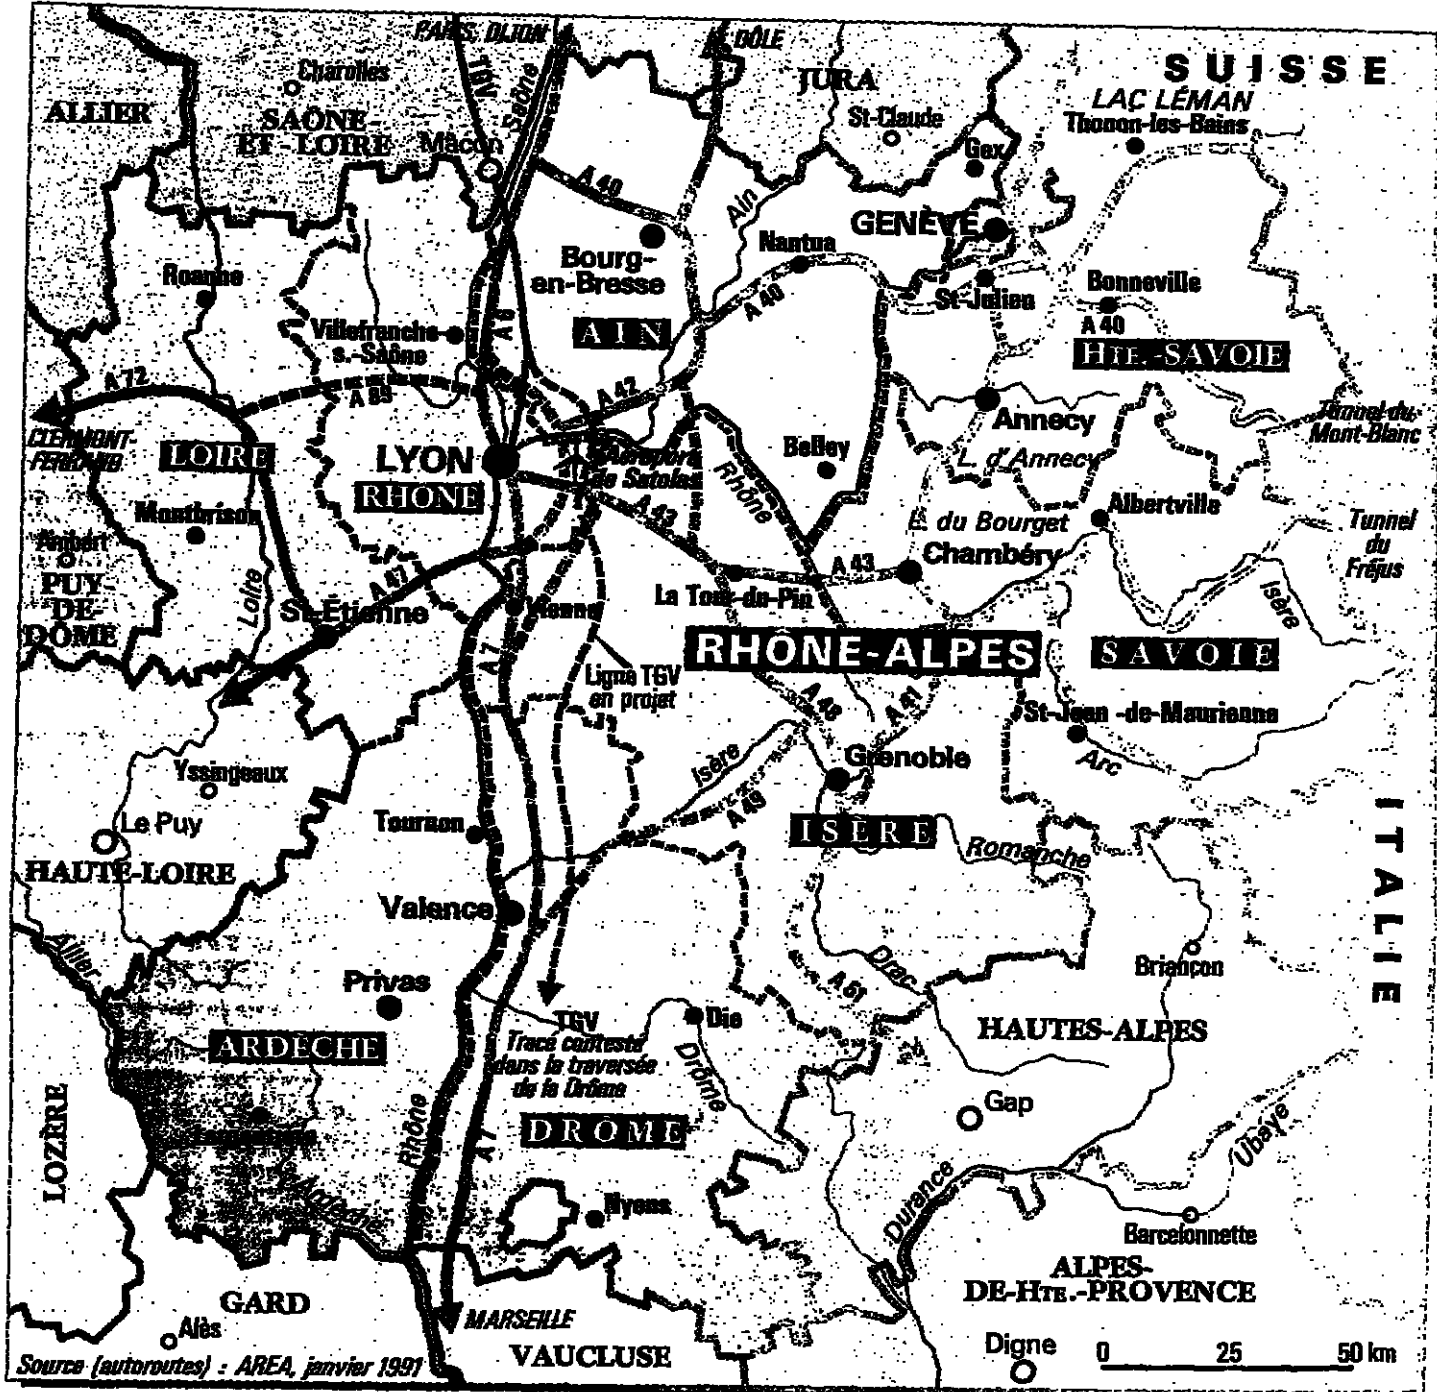 PARIS, DIJON
DÔLE
SUISSE
TGV
Saône
Charolles
JURA
LAC LÉMAN
ALLIER
SAÔNE-
ET-LOIRE
St-Claude
Thonon-les-Bains
Mâcon
Gex
A 40
Ain
GENÈVE
Bourg-
en-Bresse
Nantua
Roanne
St-Julien
Bonneville
A 40
A 40
Villefranche-
s.-Saône
A 6
AIN
HTE.-SAVOIE
A 72
A 89
A 42
Annecy
Tunnel du
Mont-Blanc
CLERMONT-
FERRAND
LOIRE
LYON
Belley
L. d'Annecy
Aéroport
de Satolas
RHÔNE
Rhône
Albertville
Montbrison
A 43
L. du Bourget
Tunnel
du
Fréjus
Ambert
Chambéry
A 43
PUY-
DE-
DÔME
Loire
A 47
La Tour-du-Pin
Isère
St-Étienne
Vienne
RHÔNE-ALPES
SAVOIE
A 7
Ligne TGV
en projet
A 48
A 41
St-Jean-de-Maurienne
Isère
Grenoble
Arc
Yssingeaux
A 49
Le Puy
Tournon
ISÈRE
Romanche
ITALIE
HAUTE-LOIRE
Valence
Allier
Drac
Briançon
Privas
A 51
TGV
Tracé contesté
dans la traversée
de la Drôme
Die
HAUTES-ALPES
ARDÈCHE
Drôme
LOZÈRE
Rhône
A 7
DRÔME
Gap
Ubaye
Ardèche
Nyons
Durance
Barcelonnette
GARD
ALPES-
DE-HTE.-PROVENCE
Alès
MARSEILLE
VAUCLUSE
Digne
0 25 50 km
Source (autoroutes) : AREA, janvier 1991